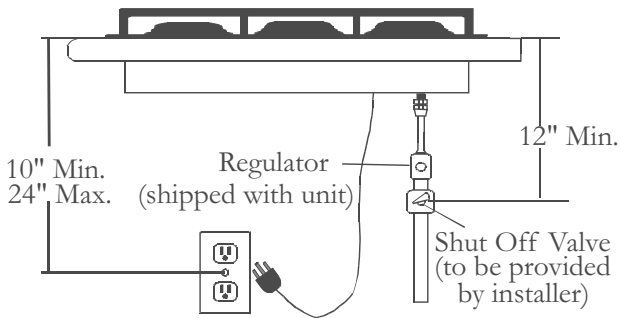 12" Min.
10" Min.
24" Max.
Regulator
(shipped with unit)
Shut Off Valve
(to be provided
by installer)